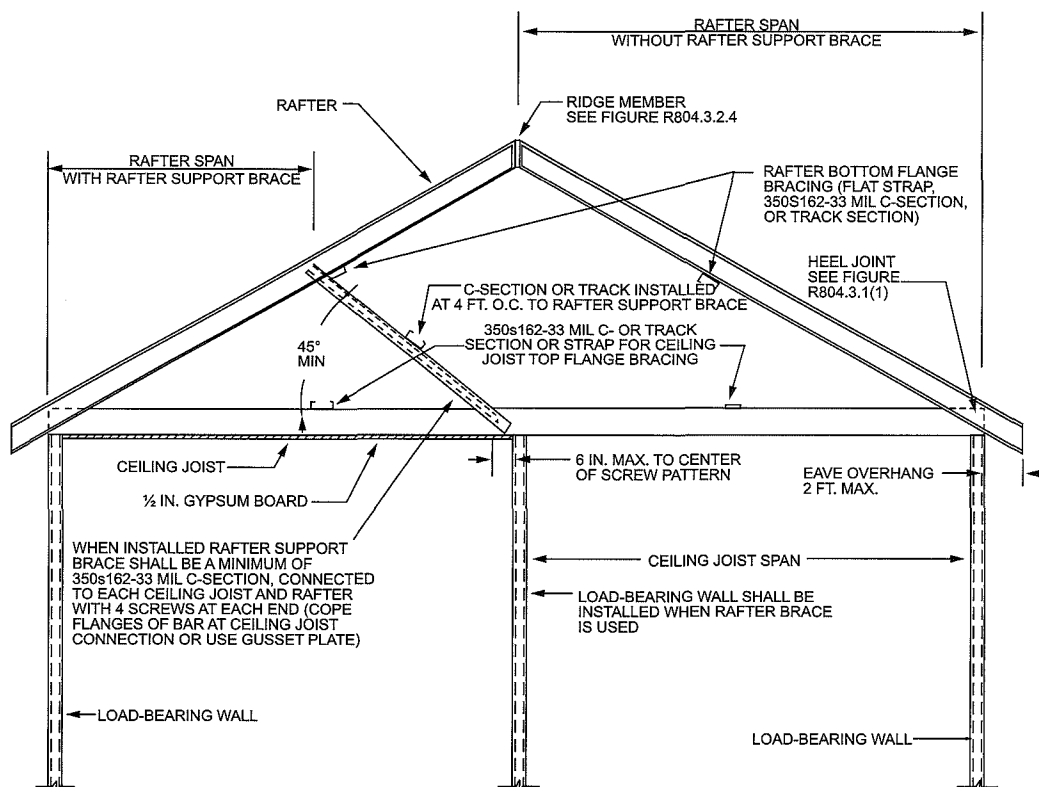 RAFTER SPAN
WITHOUT RAFTER SUPPORT BRACE
RAFTER
RIDGE MEMBER
SEE FIGURE R804.3.2.4
RAFTER SPAN
WITH RAFTER SUPPORT BRACE
RAFTER BOTTOM FLANGE
BRACING (FLAT STRAP,
350S162-33 MIL C-SECTION,
OR TRACK SECTION)
HEEL JOINT
SEE FIGURE
R804.3.1(1)
C-SECTION OR TRACK INSTALLED
AT 4 FT. O.C. TO RAFTER SUPPORT BRACE
350s162-33 MIL C- OR TRACK
SECTION OR STRAP FOR CEILING
JOIST TOP FLANGE BRACING
45°
MIN
CEILING JOIST
½ IN. GYPSUM BOARD
6 IN. MAX. TO CENTER
OF SCREW PATTERN
EAVE OVERHANG
2 FT. MAX.
WHEN INSTALLED RAFTER SUPPORT
BRACE SHALL BE A MINIMUM OF
350s162-33 MIL C-SECTION, CONNECTED
TO EACH CEILING JOIST AND RAFTER
WITH 4 SCREWS AT EACH END (COPE
FLANGES OF BAR AT CEILING JOIST
CONNECTION OR USE GUSSET PLATE)
CEILING JOIST SPAN
LOAD-BEARING WALL SHALL BE
INSTALLED WHEN RAFTER BRACE
IS USED
LOAD-BEARING WALL
LOAD-BEARING WALL